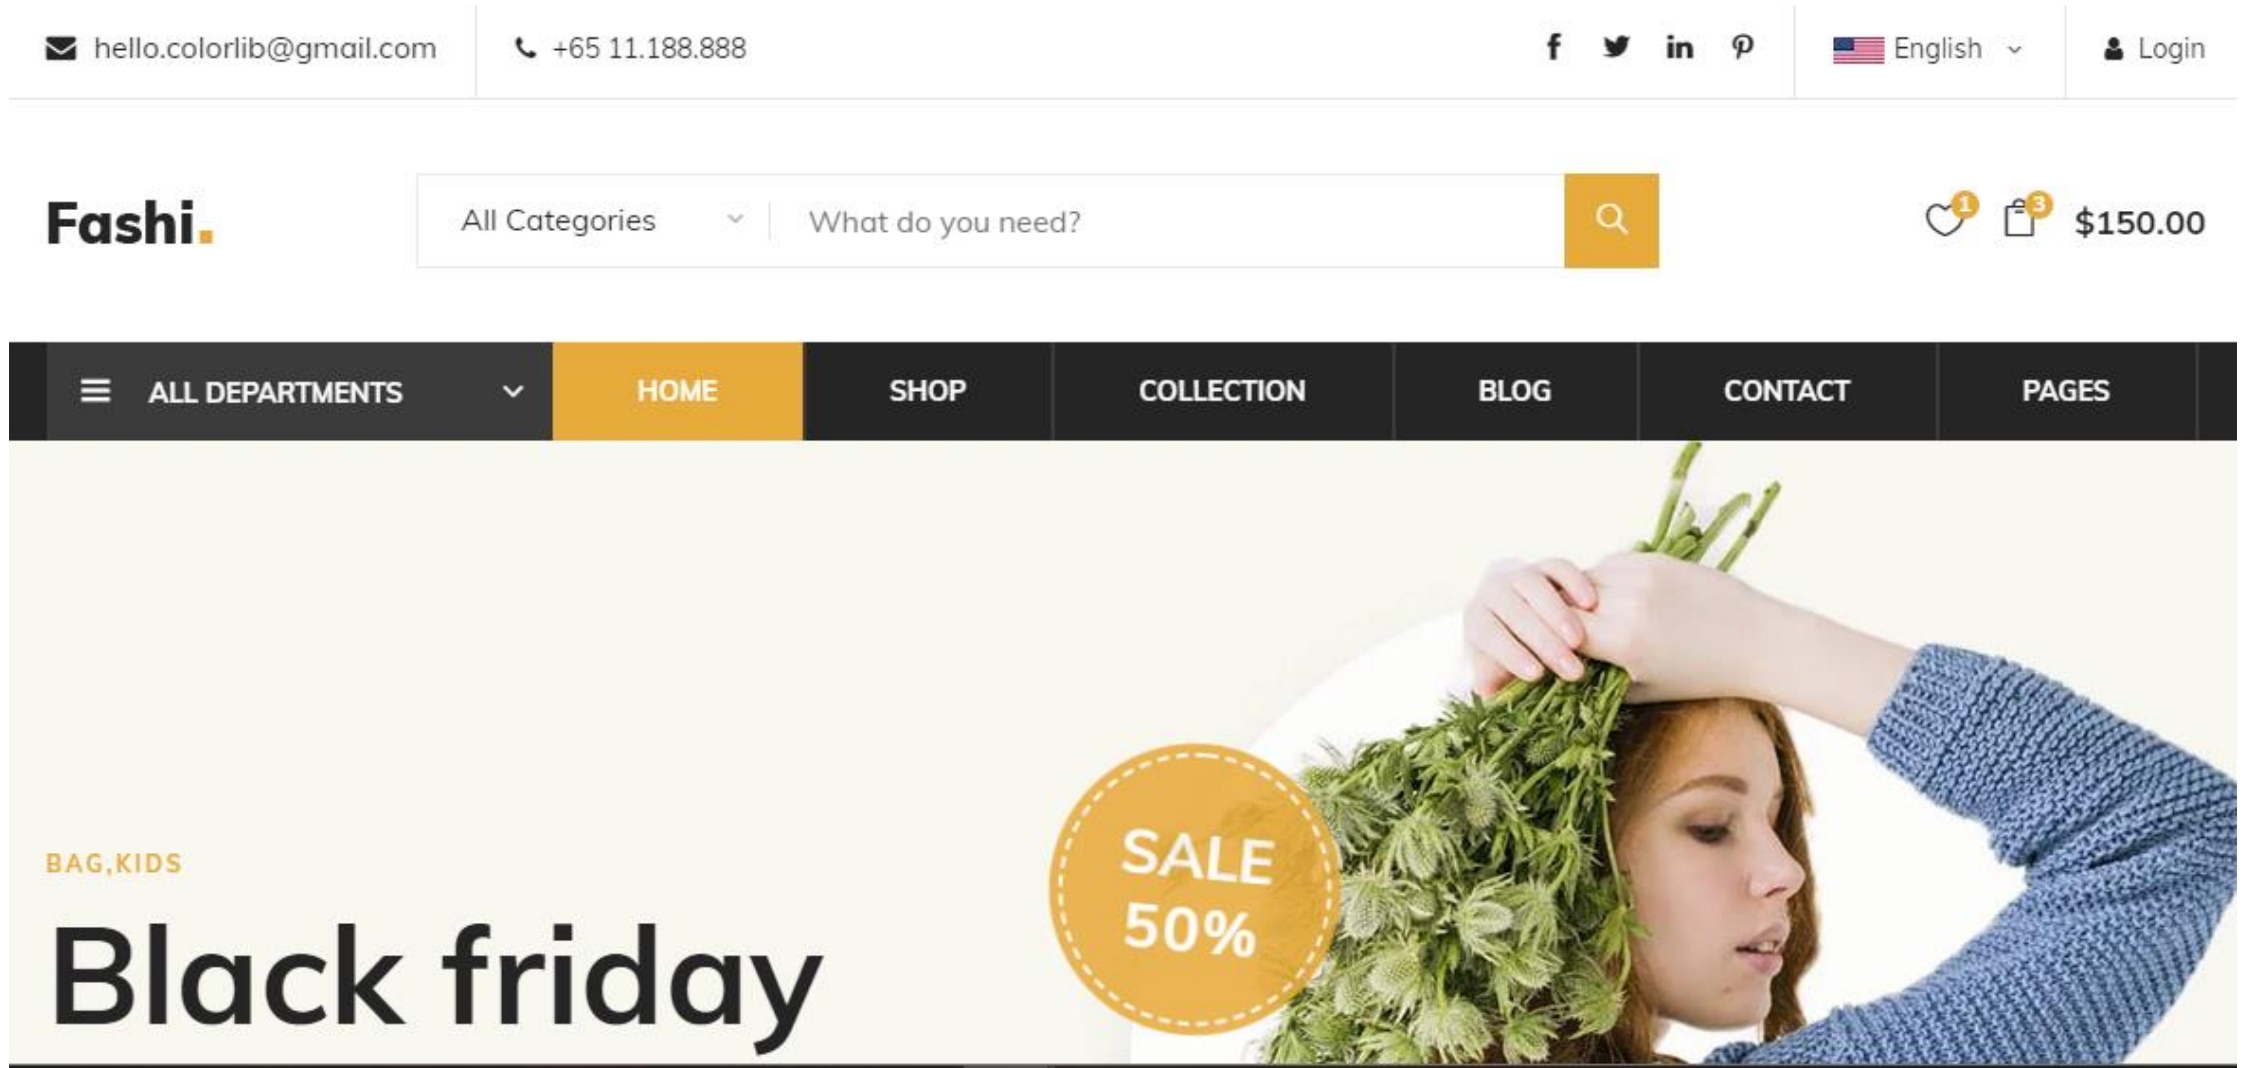 hello.colorlib@gmail.com
+65 11.188.888
English
Login
Fashi.
All Categories
What do you need?
1
3
$150.00
ALL DEPARTMENTS
HOME
SHOP
COLLECTION
BLOG
CONTACT
PAGES
SALE
50%
BAG,KIDS
Black friday